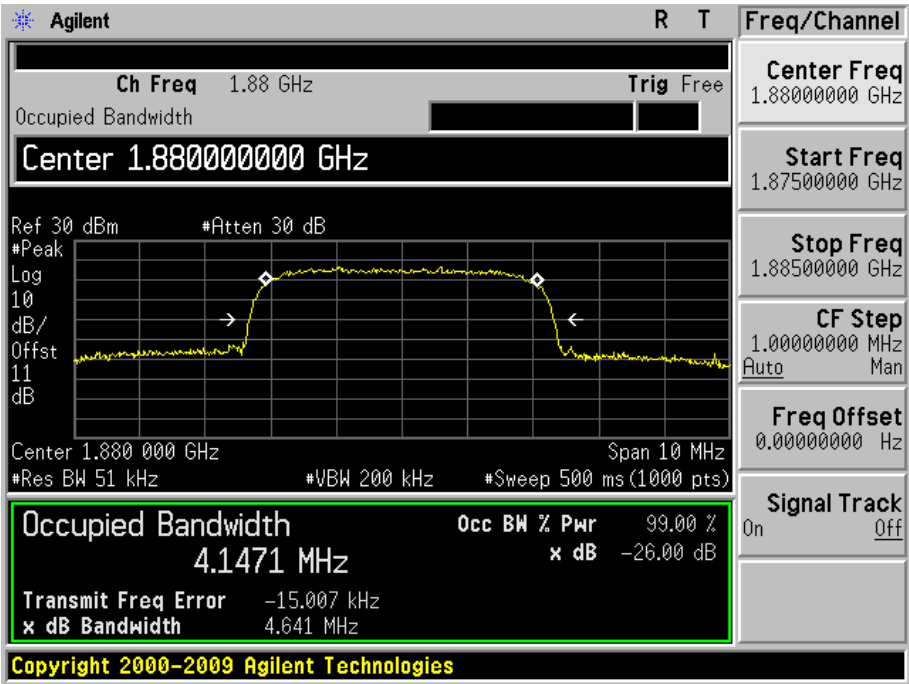 Agilent R T Freq/Channel
Ch Freq 1.88 GHz Trig Free
Occupied Bandwidth
Center 1.880000000 GHz
Ref 30 dBm #Atten 30 dB
#Peak
Log
10
dB/
Offst
11
dB
Center 1.880 000 GHz Span 10 MHz
#Res BW 51 kHz #VBW 200 kHz #Sweep 500 ms (1000 pts)
Occupied Bandwidth Occ BW % Pwr 99.00 %
4.1471 MHz x dB -26.00 dB
Transmit Freq Error -15.007 kHz
x dB Bandwidth 4.641 MHz
Center Freq
1.88000000 GHz
Start Freq
1.87500000 GHz
Stop Freq
1.88500000 GHz
CF Step
1.00000000 MHz
Auto Man
Freq Offset
0.00000000 Hz
Signal Track
On Off
Copyright 2000-2009 Agilent Technologies